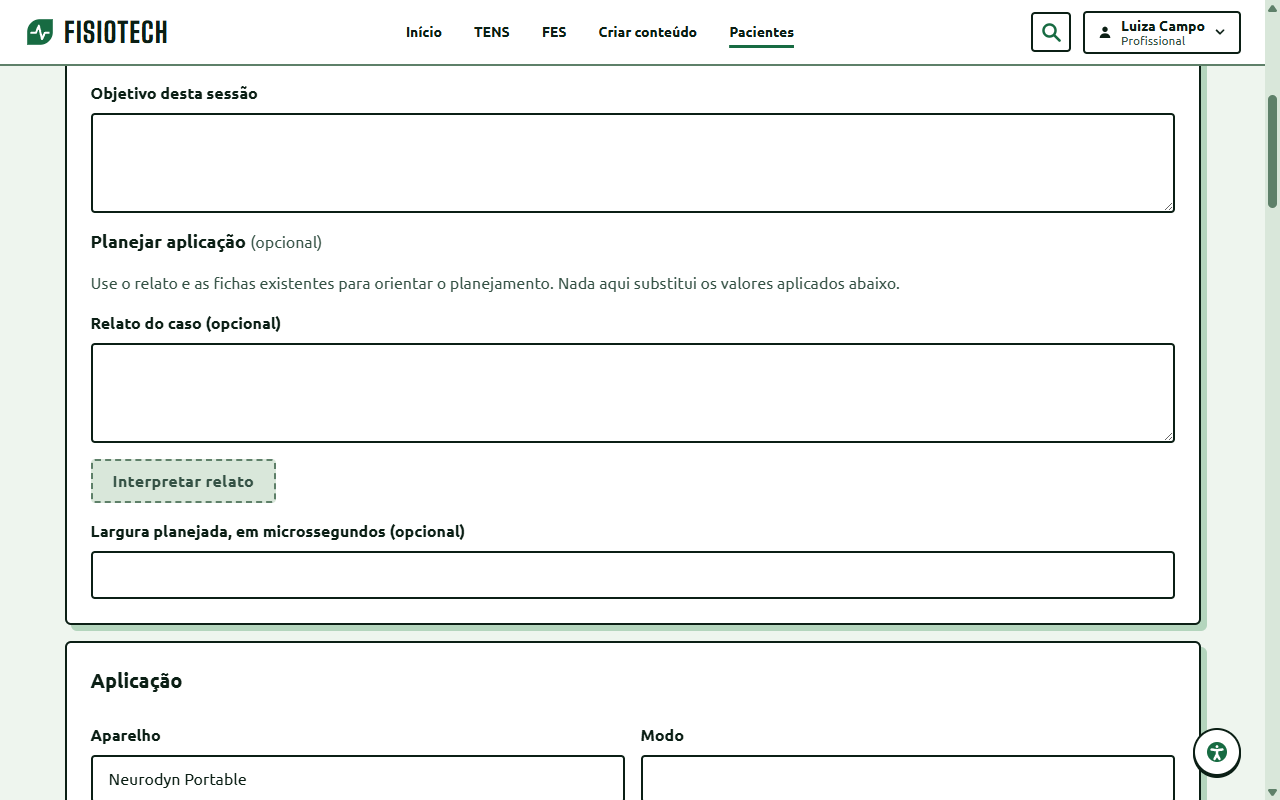 FISIOTECH
Início
TENS
FES
Criar conteúdo
Pacientes
Luiza Campo
Profissional
Objetivo desta sessão
Planejar aplicação (opcional)
Use o relato e as fichas existentes para orientar o planejamento. Nada aqui substitui os valores aplicados abaixo.
Relato do caso (opcional)
Interpretar relato
Largura planejada, em microssegundos (opcional)
Aplicação
Aparelho
Modo
Neurodyn Portable